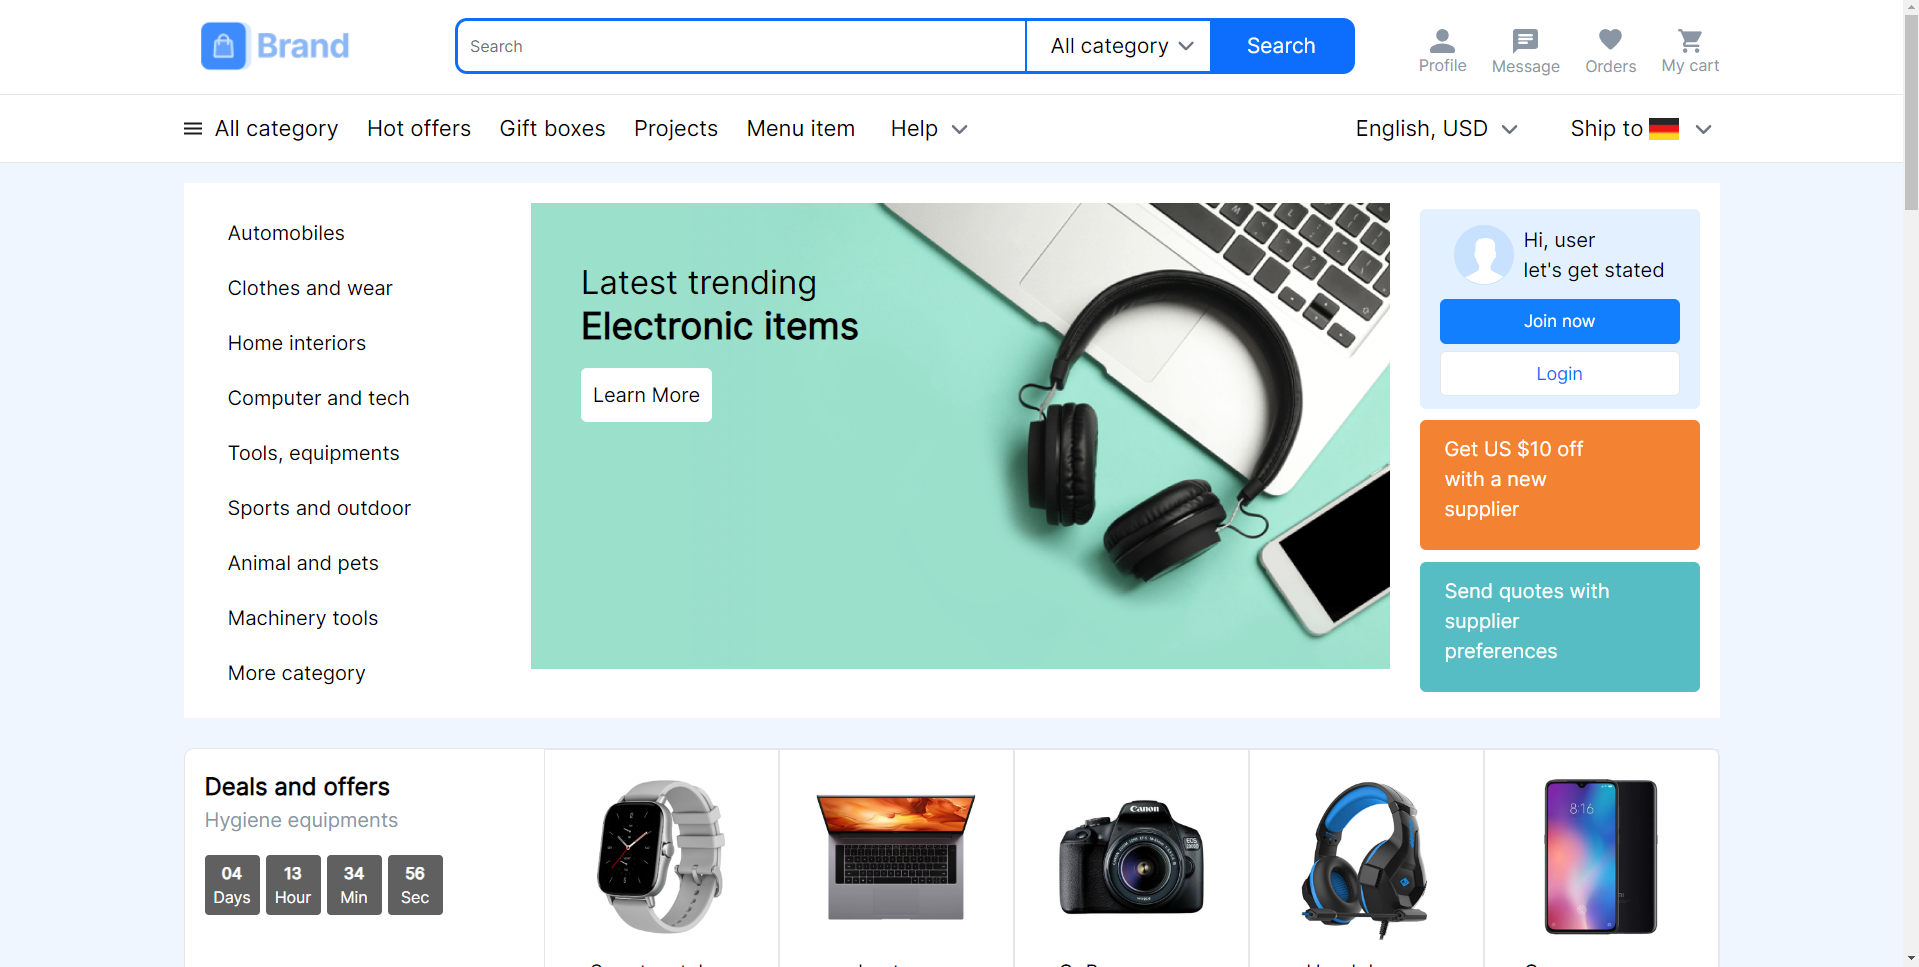 Brand
Search
All category
Search
Profile
Message
Orders
My cart
All category
Hot offers
Gift boxes
Projects
Menu item
Help
English, USD
Ship to
Automobiles
Clothes and wear
Home interiors
Computer and tech
Tools, equipments
Sports and outdoor
Animal and pets
Machinery tools
More category
Latest trending
Electronic items
Learn More
Hi, user
let's get stated
Join now
Login
Get US $10 off
with a new
supplier
Send quotes with
supplier
preferences
Deals and offers
Hygiene equipments
04
Days
13
Hour
34
Min
56
Sec
Canon
8:16